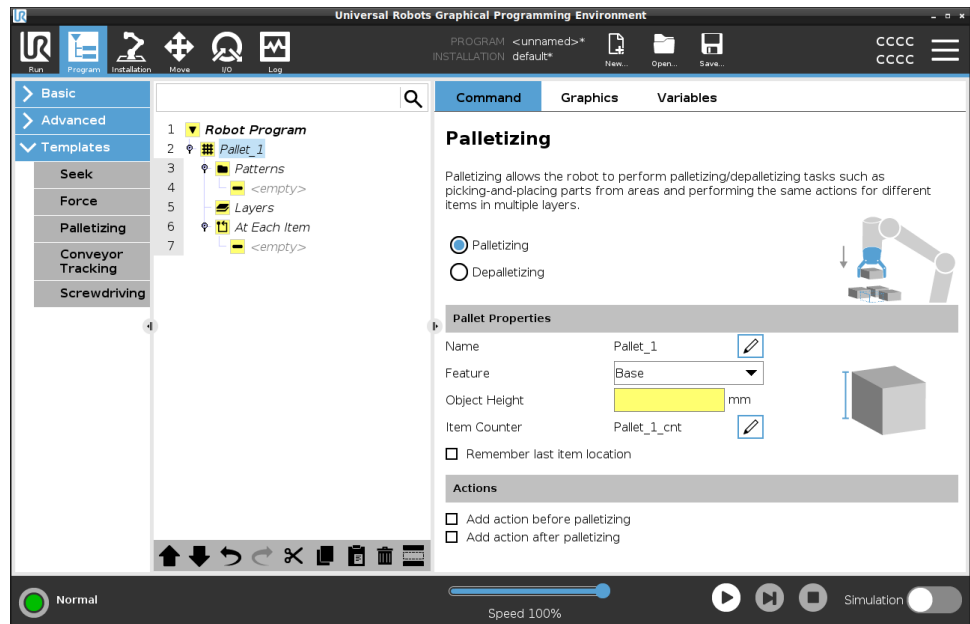 UR
Universal Robots Graphical Programming Environment
UR
Run
Program
Installation
Move
I/O
Log
PROGRAM <unnamed>*
INSTALLATION default*
New...
Open...
Save...
CCCC
CCCC
Basic
Advanced
Templates
Seek
Force
Palletizing
Conveyor
Tracking
Screwdriving
1 Robot Program
2 Pallet_1
3 Patterns
4 <empty>
5 Layers
6 At Each Item
7 <empty>
Command Graphics Variables
Palletizing
Palletizing allows the robot to perform palletizing/depalletizing tasks such as
picking-and-placing parts from areas and performing the same actions for different
items in multiple layers.
Palletizing
Depalletizing
Pallet Properties
Name Pallet_1
Feature Base
Object Height mm
Item Counter Pallet_1_cnt
Remember last item location
Actions
Add action before palletizing
Add action after palletizing
Normal
Speed 100%
Simulation